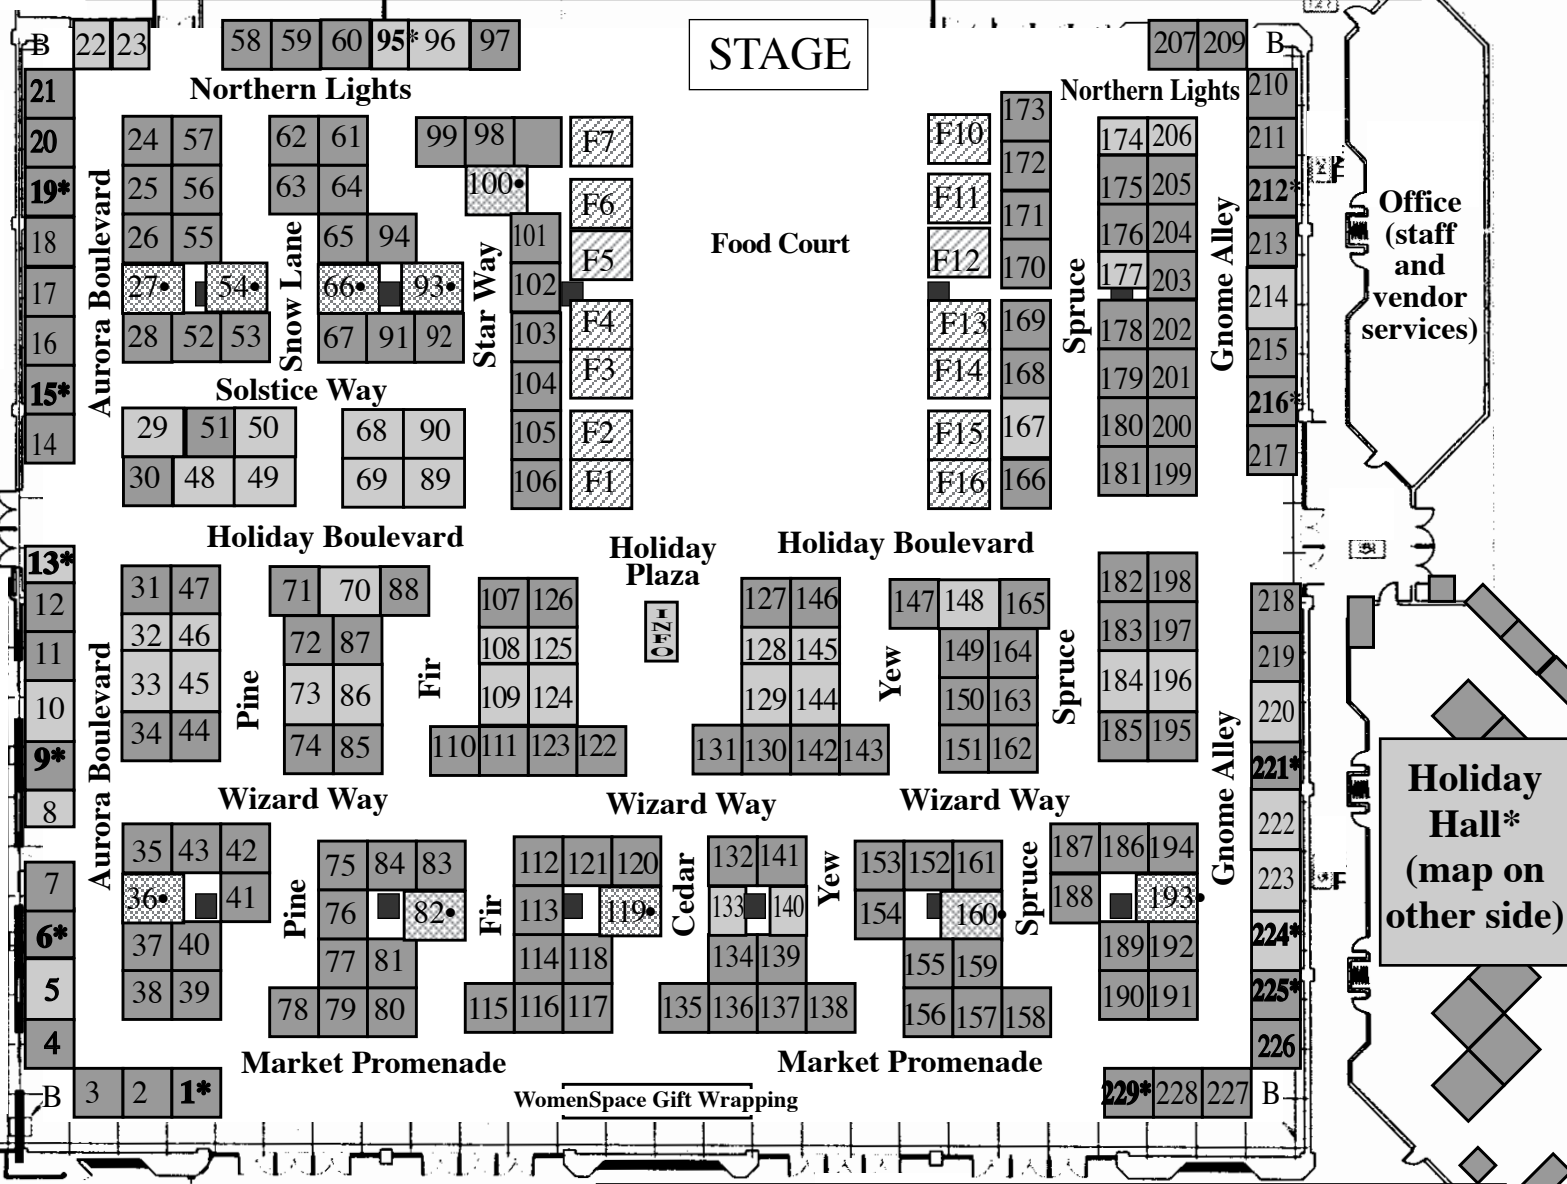 B 22 23 58 59 60 95* 96 97 STAGE 207 209 B
21 Northern Lights Northern Lights 210
20 24 57 62 61 99 98 F7 F10 173 174 206 211
19* 25 56 63 64 100• F6 F11 172 175 205 212*
18 26 55 65 94 101 F5 Food Court F12 171 176 204 213
17 27• 54• 66• 93• 102 170 177 203 214
16 28 52 53 67 91 92 103 F4 F13 169 178 202 215
Aurora Boulevard
Snow Lane
Star Way
Spruce
Gnome Alley
Office
(staff
and
vendor
services)
15* Solstice Way 104 F3 F14 168 179 201 216*
14 29 51 50 68 90 105 F2 F15 167 180 200 217
30 48 49 69 89 106 F1 F16 166 181 199
Holiday Boulevard
Holiday
Plaza
Holiday Boulevard
INFO
13* 31 47 71 70 88 107 126 127 146 147 148 165 182 198
12 32 46 72 87 108 125 128 145 149 164 183 197 218
11 33 45 73 86 109 124 129 144 150 163 184 196 219
10 34 44 74 85 110 111 123 122 131 130 142 143 151 162 185 195 220
Aurora Boulevard
Pine
Fir
Yew
Spruce
Gnome Alley
9* 221*
8 Wizard Way Wizard Way Wizard Way 222
35 43 42 75 84 83 112 121 120 132 141 153 152 161 187 186 194
7 36• 41 76 82• 113 119• 133 140 154 160• 188 193• 223
6* 37 40 77 81 114 118 134 139 155 159 189 192 224*
5 38 39 78 79 80 115 116 117 135 136 137 138 156 157 158 190 191 225*
Pine
Fir
Cedar
Yew
Spruce
4 226
Market Promenade Market Promenade
B 3 2 1* WomenSpace Gift Wrapping 229* 228 227 B
Holiday
Hall*
(map on
other side)